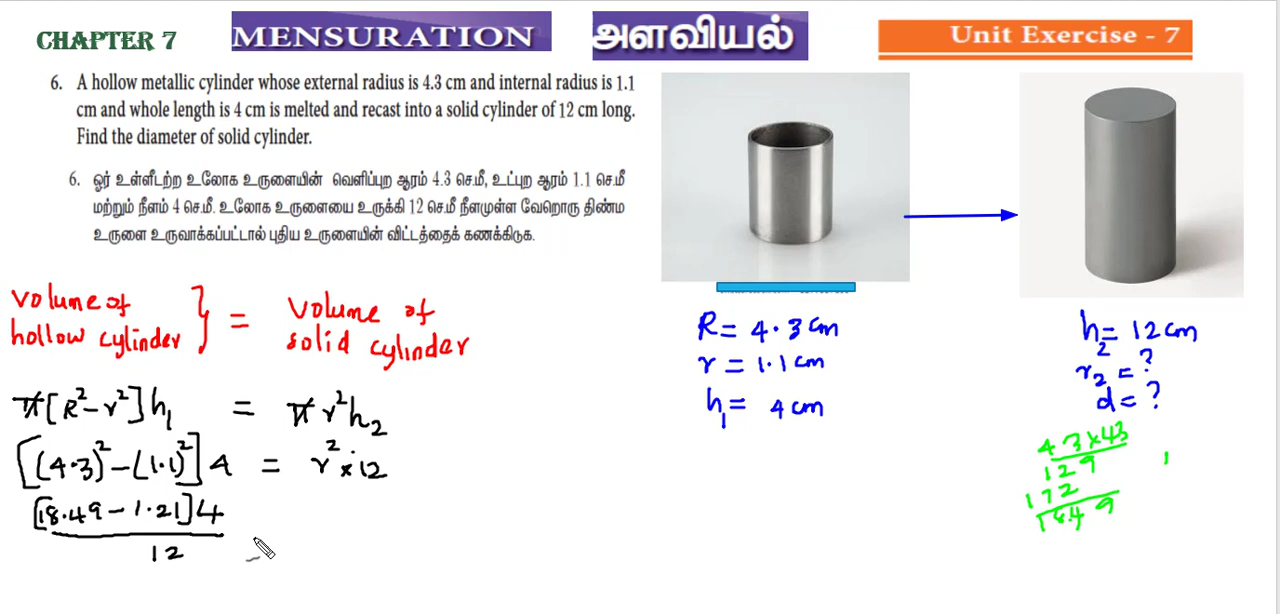 CHAPTER 7
MENSURATION
அளவியல்
Unit Exercise - 7
6. A hollow metallic cylinder whose external radius is 4.3 cm and internal radius is 1.1
cm and whole length is 4 cm is melted and recast into a solid cylinder of 12 cm long.
Find the diameter of solid cylinder.
6. ஓர் உள்ளீடற்ற உலோக உருளையின் வெளிப்புற ஆரம் 4.3 செ.மீ, உட்புற ஆரம் 1.1 செ.மீ
மற்றும் நீளம் 4 செ.மீ. உலோக உருளையை உருக்கி 12 செ.மீ நீளமுள்ள வேறொரு திண்ம
உருளை உருவாக்கப்பட்டால் புதிய உருளையின் விட்டத்தைக் கணக்கிடுக.
volume of hollow cylinder } = volume of solid cylinder
π[R²-r²]h₁ = π r²h₂
[(4.3)²-(1.1)²]4 = r²×12
[18.49-1.21]4
12
R= 4.3 cm
r = 1.1 cm
h₁= 4 cm
h₂= 12 cm
r₂ = ?
d = ?
43×43
129
172
18.49